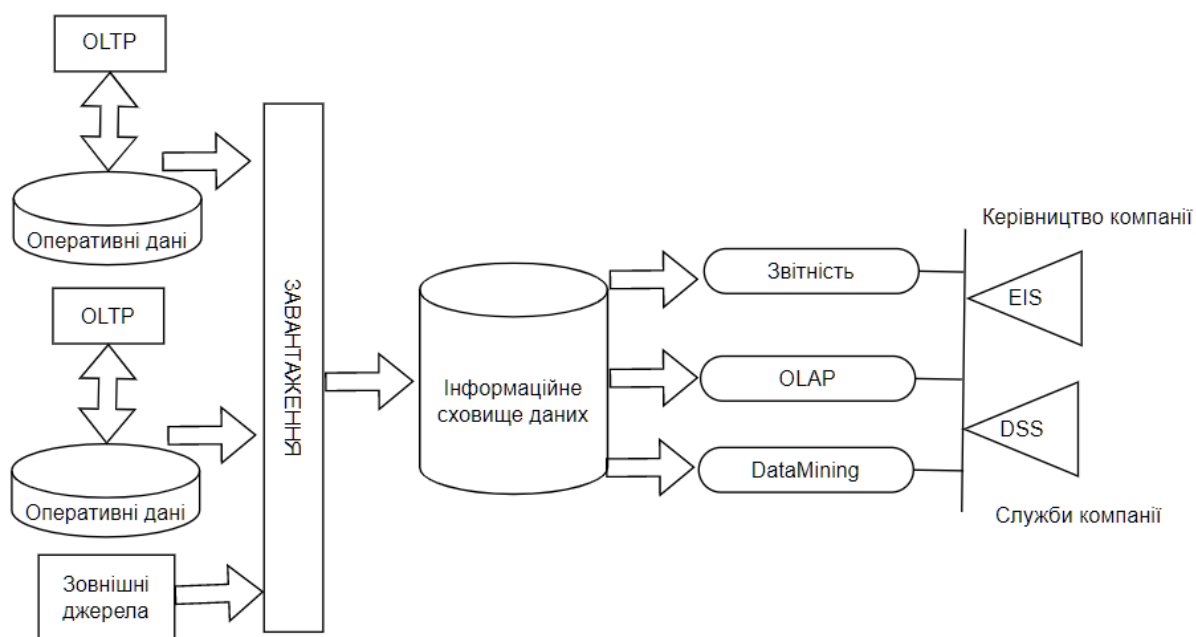 OLTP
Оперативні дані
OLTP
Оперативні дані
Зовнішні
джерела
ЗАВАНТАЖЕННЯ
Інформаційне
сховище даних
Звітність
OLAP
DataMining
Керівництво компанії
EIS
DSS
Служби компанії